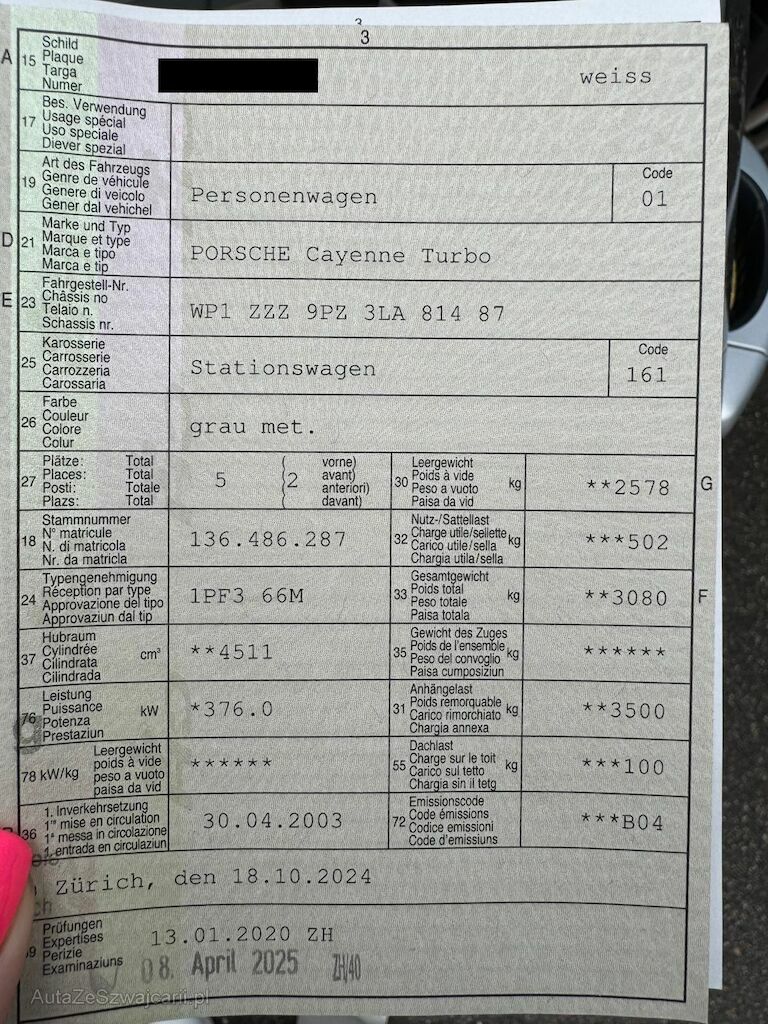 3
3
A
15 Schild
Plaque
Targa
Numer
weiss
17 Bes. Verwendung
Usage spécial
Uso speciale
Diever spezial
19 Art des Fahrzeugs
Genre de véhicule
Genere di veicolo
Gener dal vehichel
Personenwagen
Code
01
D
21 Marke und Typ
Marque et type
Marca e tipo
Marca e tip
PORSCHE Cayenne Turbo
E
23 Fahrgestell-Nr.
Châssis no
Telaio n.
Schassis nr.
WP1 ZZZ 9PZ 3LA 814 87
25 Karosserie
Carrosserie
Carrozzeria
Carossaria
Stationswagen
Code
161
26 Farbe
Couleur
Colore
Colur
grau met.
27 Plätze: Total
Places: Total
Posti: Totale
Plazs: Total
5 (2 vorne)
( avant)
( anteriori)
( davant)
30 Leergewicht
Poids à vide
Peso a vuoto
Paisa da vid
kg
**2578
G
18 Stammnummer
N° matricule
N. di matricola
Nr. da matricla
136.486.287
32 Nutz-/Sattellast
Charge utile/sellette
Carico utile/sella
Chargia utila/sella
kg
***502
24 Typengenehmigung
Réception par type
Approvazione del tipo
Approvaziun dal tip
1PF3 66M
33 Gesamtgewicht
Poids total
Peso totale
Paisa totala
kg
**3080
F
37 Hubraum
Cylindrée
Cilindrata
Cilindrada
cm³
**4511
35 Gewicht des Zuges
Poids de l'ensemble
Peso del convoglio
Paisa cumposiziun
kg
******
76 Leistung
Puissance
Potenza
Prestaziun
kW
*376.0
31 Anhängelast
Poids remorquable
Carico rimorchiato
Chargia annexa
kg
**3500
78 kW/kg
Leergewicht
poids à vide
peso a vuoto
paisa da vid
******
55 Dachlast
Charge sur le toit
Carico sul tetto
Chargia sin il tetg
kg
***100
36 1. Inverkehrsetzung
1re mise en circulation
1a messa in circolazione
1. entrada en circulaziun
30.04.2003
72 Emissionscode
Code émissions
Codice emissioni
Code d'emissiuns
***B04
Zürich, den 18.10.2024
Prüfungen
Expertises
Perizie
Examinaziuns
13.01.2020 ZH
08. April 2025 ZH/40
AutaZeSzwajcarii.pl